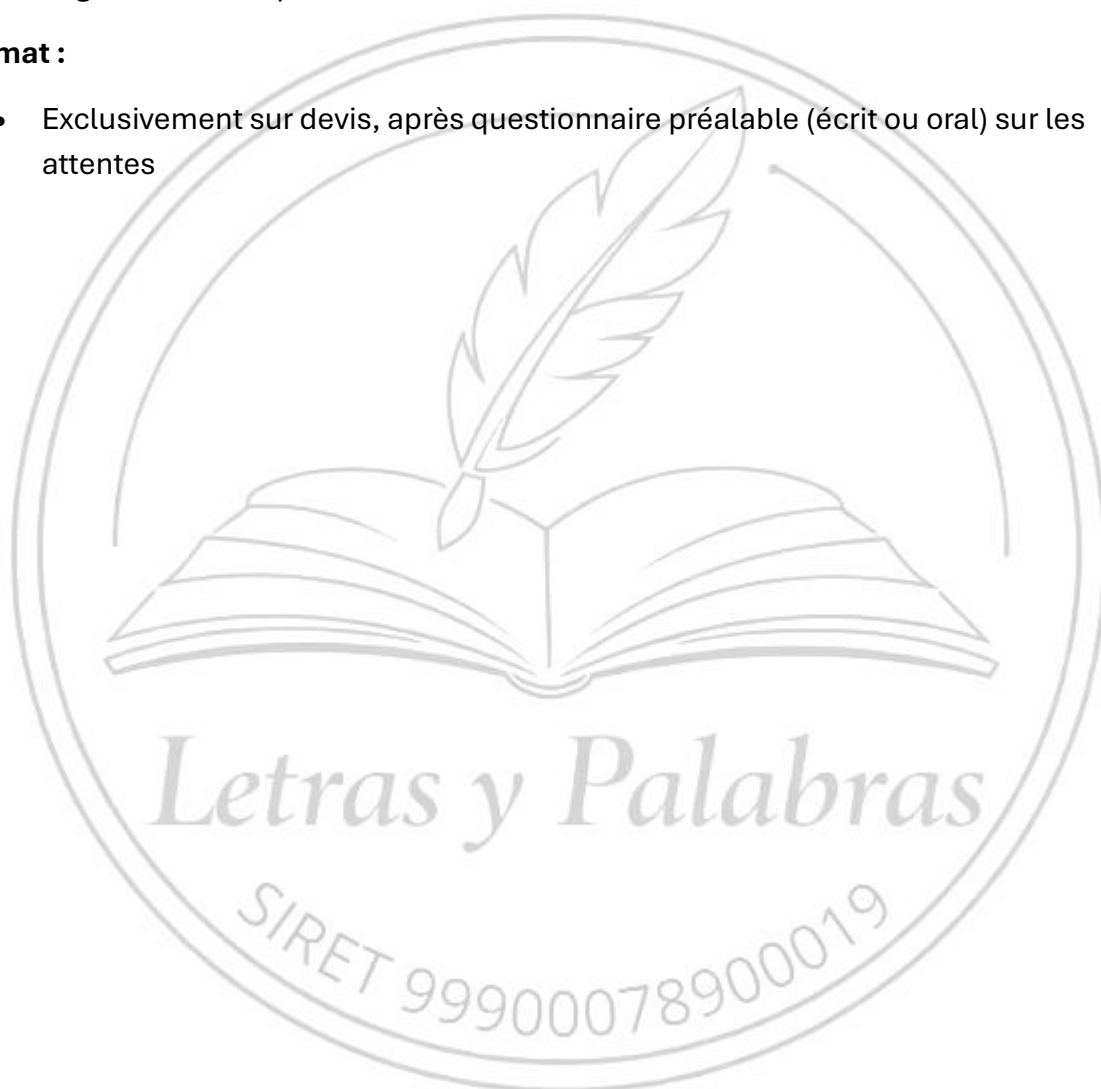 mat :
• Exclusivement sur devis, après questionnaire préalable (écrit ou oral) sur les
attentes
Letras y Palabras
SIRET 99900078900019